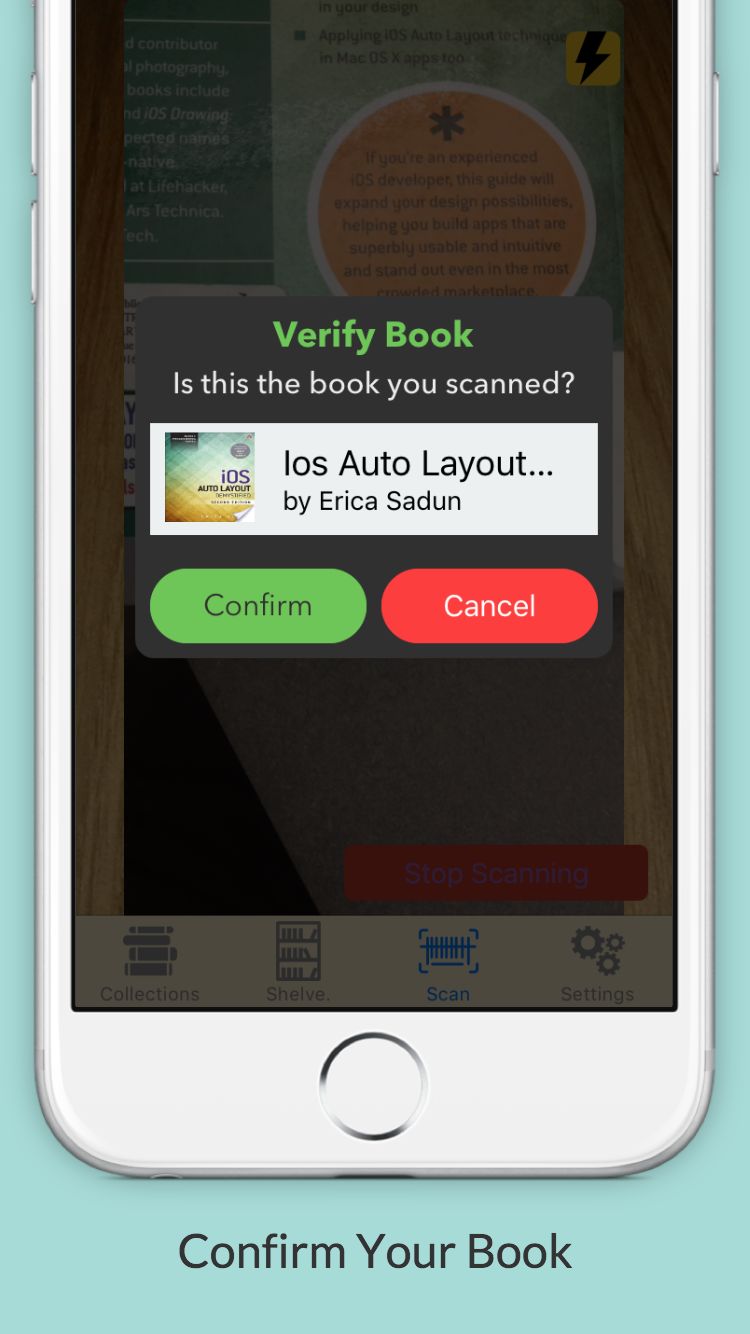 in your design
Applying iOS Auto Layout technique
in Mac OS X apps too
d contributor
al photography,
books include
nd iOS Drawing
pected names
-native.
l at Lifehacker,
Ars Technica.
Tech.
*
If you're an experienced
iOS developer, this guide will
expand your design possibilities,
helping you build apps that are
superbly usable and intuitive
and stand out even in the most
crowded marketplace.
Verify Book
Is this the book you scanned?
iOS
AUTO LAYOUT
DEMYSTIFIED
SECOND EDITION
Ios Auto Layout...
by Erica Sadun
Confirm
Cancel
Stop Scanning
Collections
Shelve.
Scan
Settings
Confirm Your Book